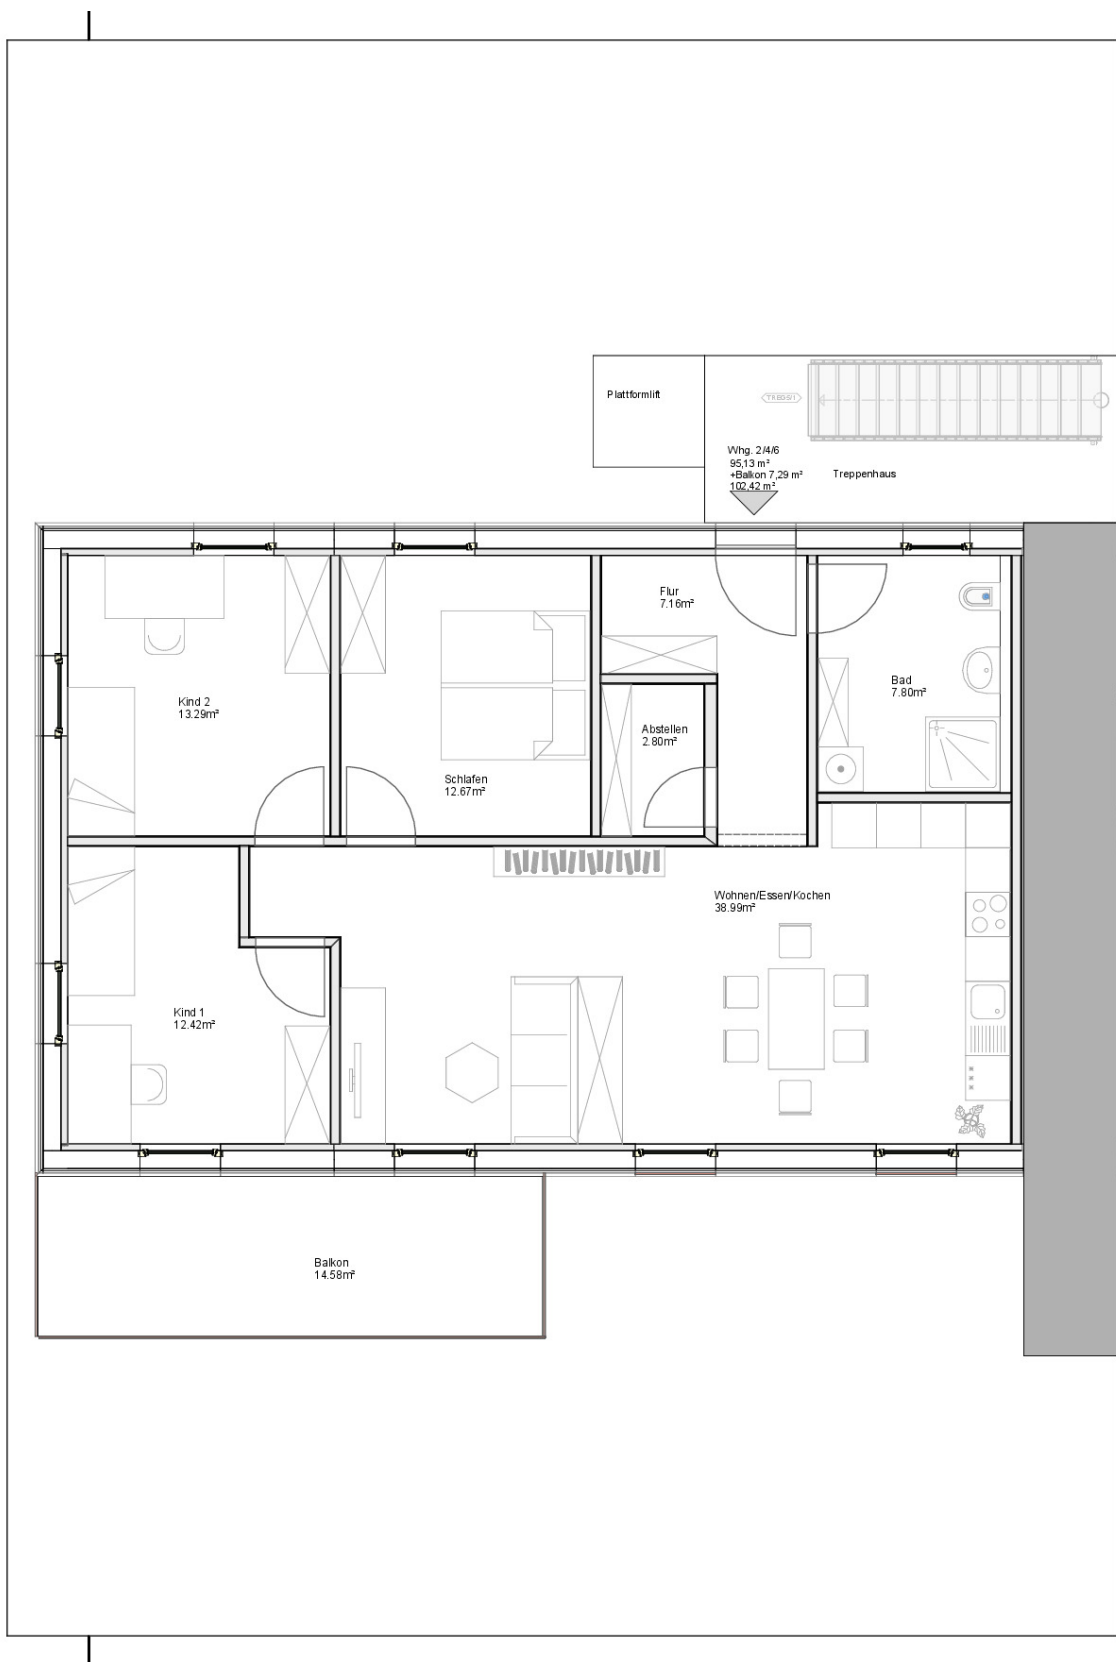 Plattformlift
Whg. 2/4/6
95,13 m²
+Balkon 7,29 m²
102,42 m²
Treppenhaus
Flur
7.16m²
Kind 2
13.29m²
Bad
7.80m²
Abstellen
2.80m²
Schlafen
12.67m²
Wohnen/Essen/Kochen
38.99m²
Kind 1
12.42m²
Balkon
14.58m²